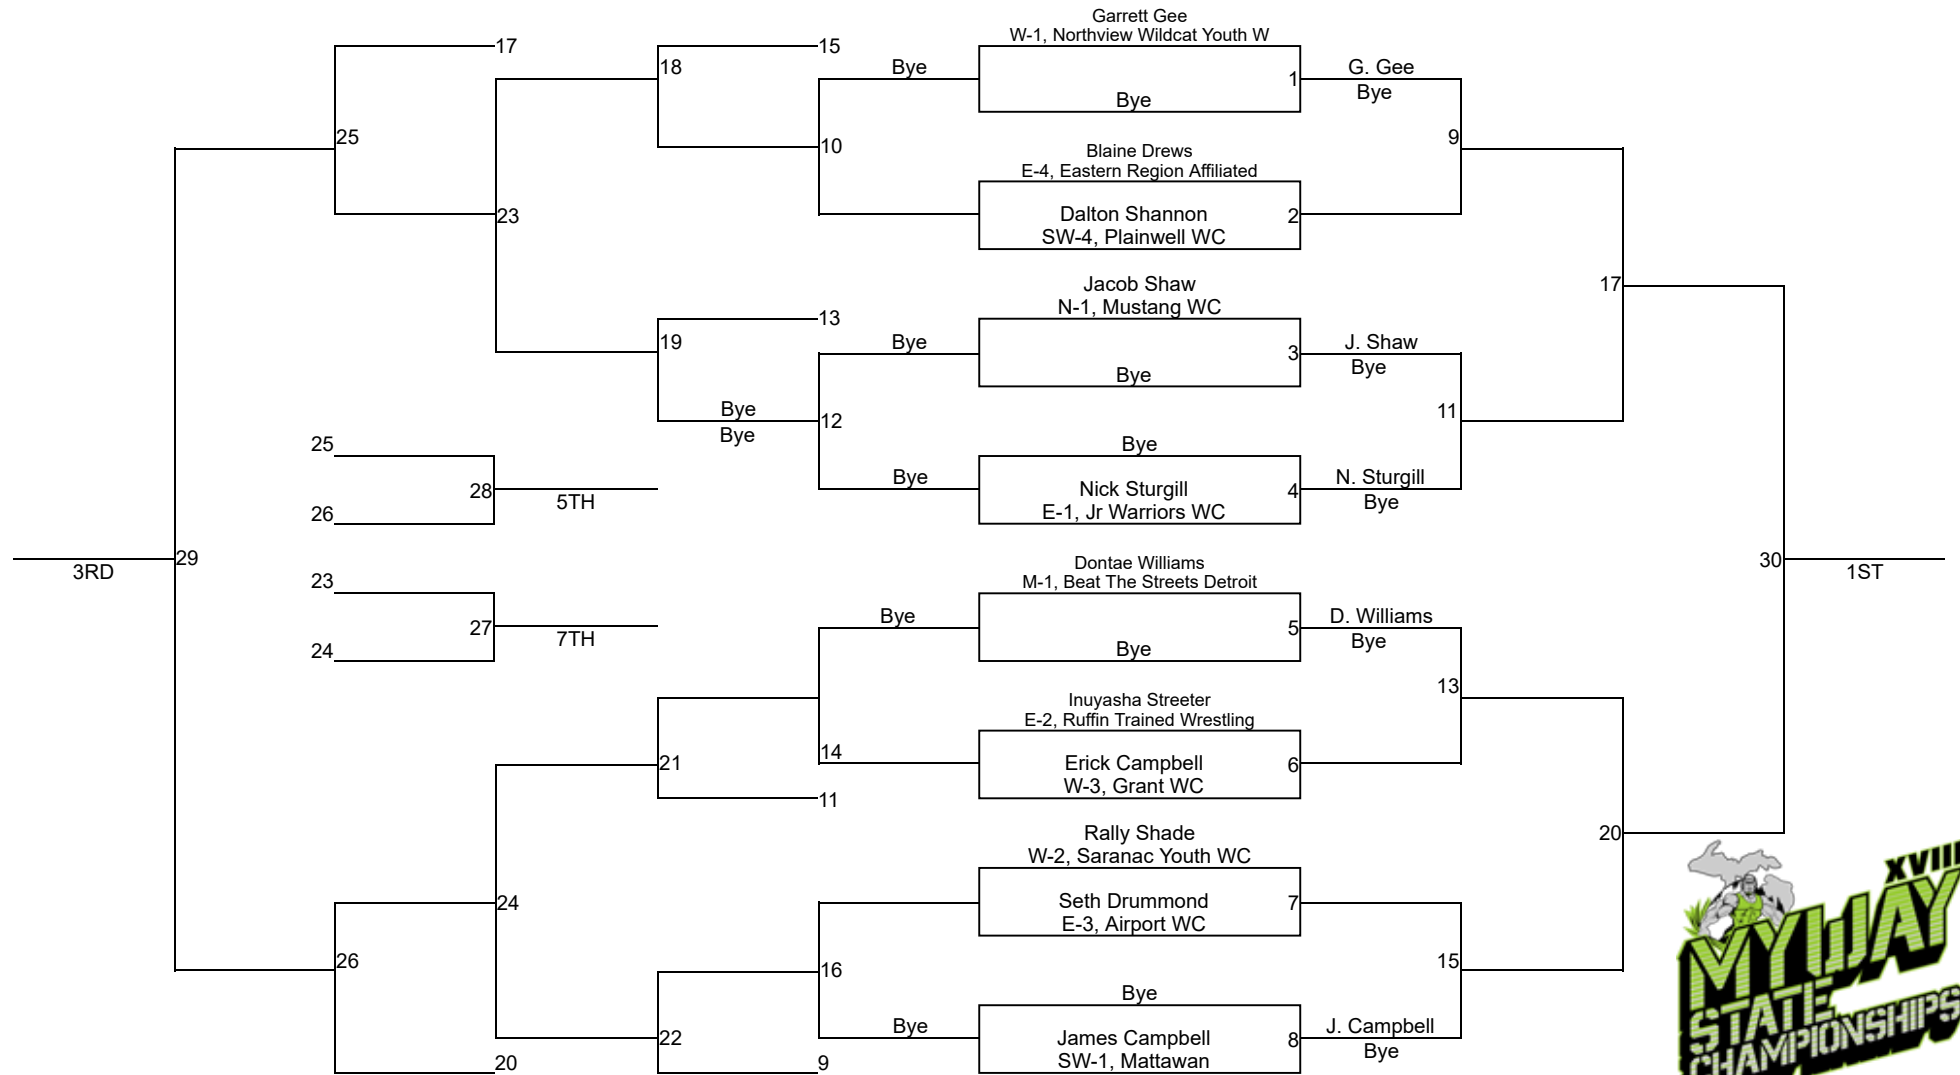 Garrett Gee
W-1, Northview Wildcat Youth W
17
15
18
Bye
1
G. Gee
Bye
Bye
25
10
9
Blaine Drews
E-4, Eastern Region Affiliated
23
Dalton Shannon
2
SW-4, Plainwell WC
Jacob Shaw
17
N-1, Mustang WC
13
19
Bye
3
J. Shaw
Bye
Bye
Bye
12
11
Bye
25
Bye
Bye
N. Sturgill
28
Nick Sturgill
4
5TH
Bye
26
E-1, Jr Warriors WC
29
30
3RD
Dontae Williams
1ST
23
M-1, Beat The Streets Detroit
Bye
D. Williams
27
5
7TH
Bye
Bye
24
13
Inuyasha Streeter
E-2, Ruffin Trained Wrestling
14
21
Erick Campbell
6
W-3, Grant WC
11
Rally Shade
20
W-2, Saranac Youth WC
24
Seth Drummond
7
E-3, Airport WC
26
16
15
Bye
Bye
J. Campbell
22
James Campbell
8
Bye
20
9
SW-1, Mattawan
XVIII
MYWAY
STATE
CHAMPIONSHIPS